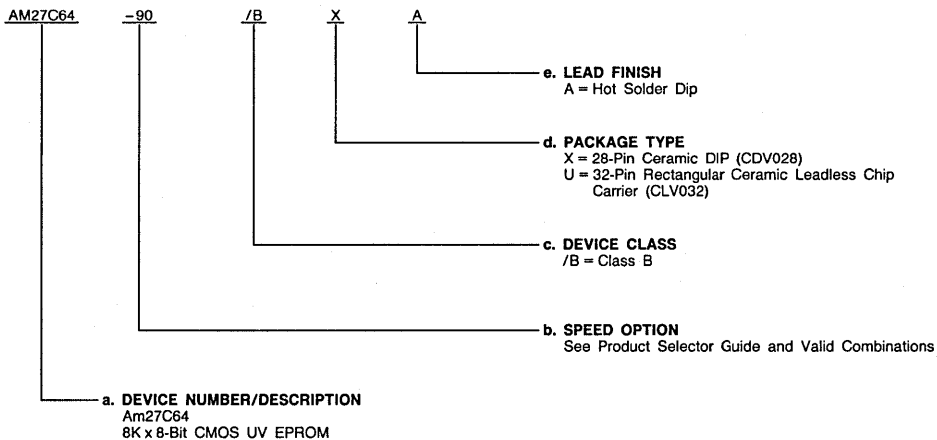 AM27C64 -90 /B X A
e. LEAD FINISH
A = Hot Solder Dip
d. PACKAGE TYPE
X = 28-Pin Ceramic DIP (CDV028)
U = 32-Pin Rectangular Ceramic Leadless Chip
Carrier (CLV032)
c. DEVICE CLASS
/B = Class B
b. SPEED OPTION
See Product Selector Guide and Valid Combinations
a. DEVICE NUMBER/DESCRIPTION
Am27C64
8K x 8-Bit CMOS UV EPROM